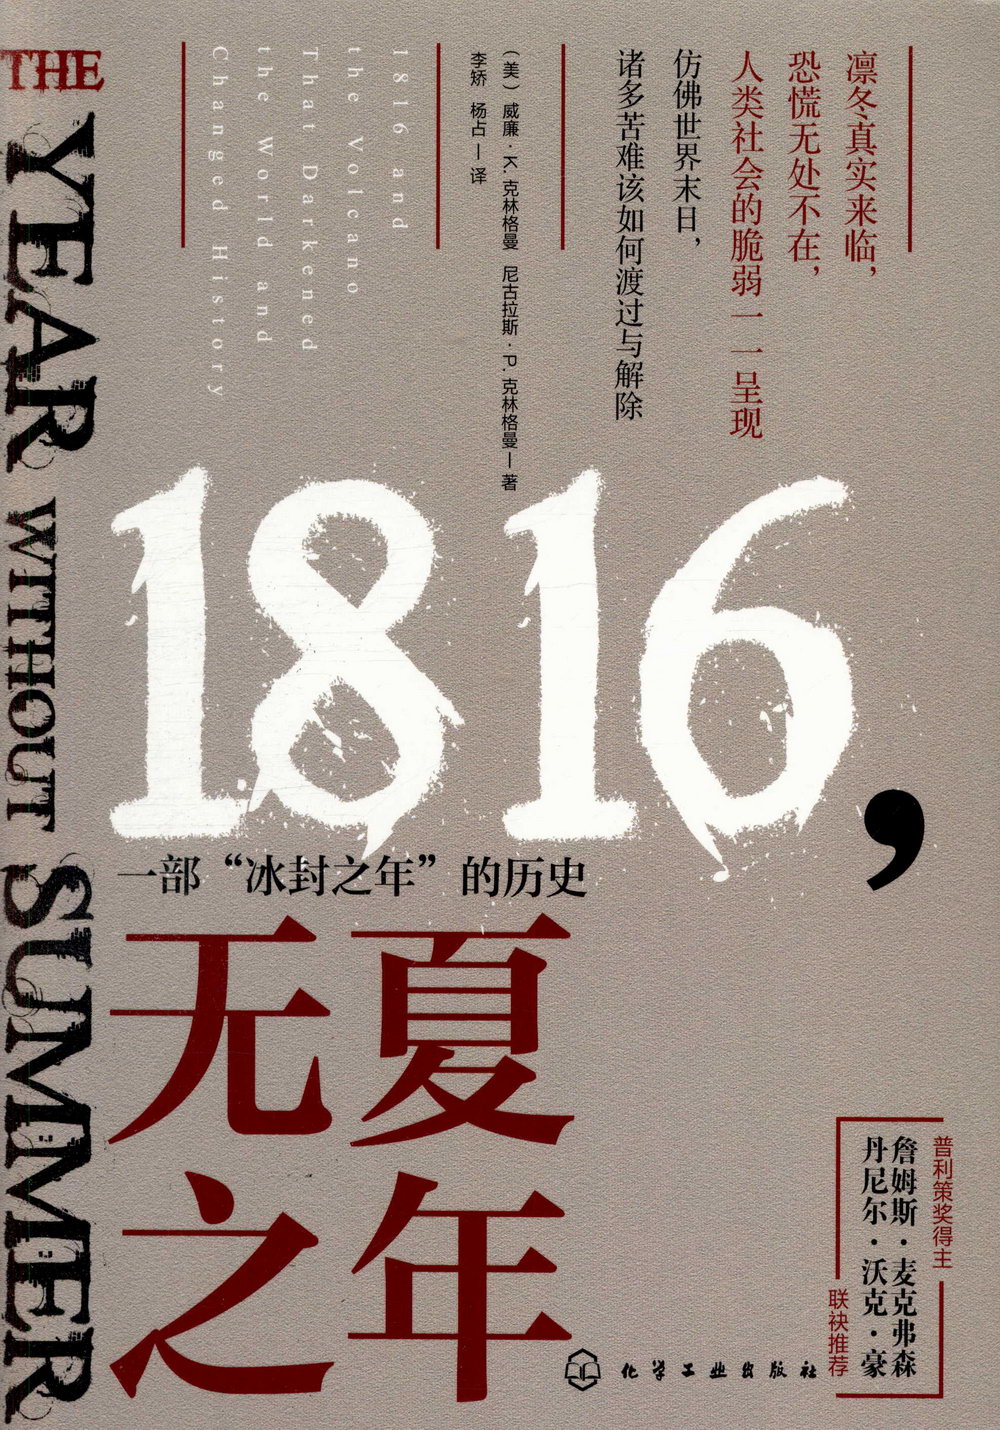 THE YEAR WITHOUT SUMMER
凛冬真实来临，
恐慌无处不在，
人类社会的脆弱一一呈现
仿佛世界末日，
诸多苦难该如何渡过与解除
（美）威廉·K.克林格曼 尼古拉斯·P.克林格曼—著
李矫 杨占—译
1816 and
the Volcano
That Darkened
the World and
Changed History
1816，
一部“冰封之年”的历史
无夏
之年
普利策奖得主
詹姆斯·麦克弗森
丹尼尔·沃克·豪
联袂推荐
化学工业出版社